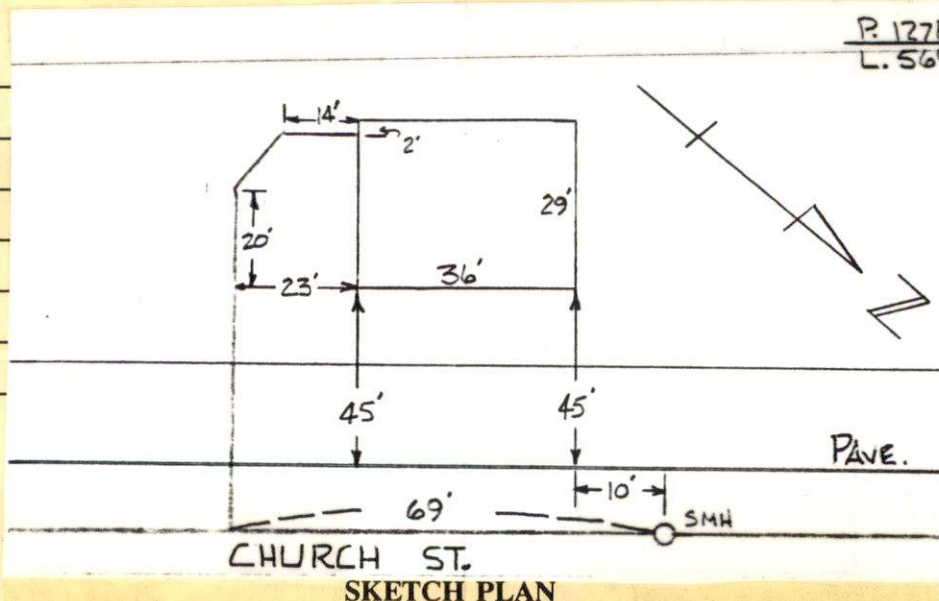 P. 127
L. 56
14'
2'
29'
20'
23'
36'
N
45'
45'
PAVE.
10'
69'
SMH
CHURCH ST.
SKETCH PLAN